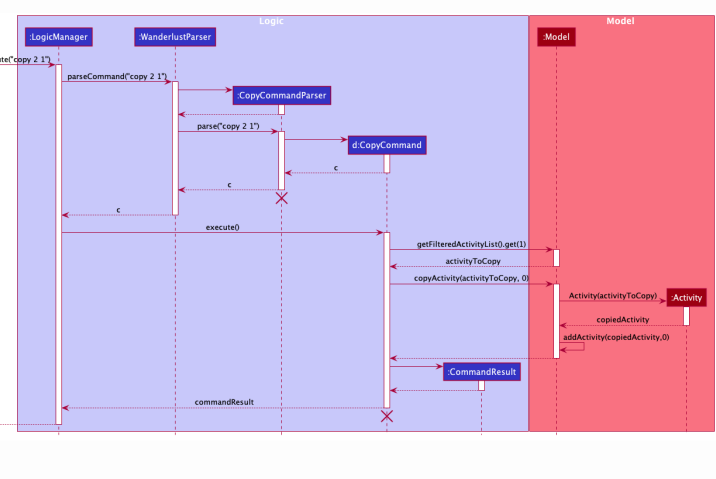 Logic
Model
:LogicManager
:WanderlustParser
:Model
te("copy 2 1")
parseCommand("copy 2 1")
:CopyCommandParser
parse("copy 2 1")
d:CopyCommand
c
c
c
execute()
getFilteredActivityList().get(1)
activityToCopy
copyActivity(activityToCopy, 0)
Activity(activityToCopy)
:Activity
copiedActivity
addActivity(copiedActivity,0)
:CommandResult
commandResult